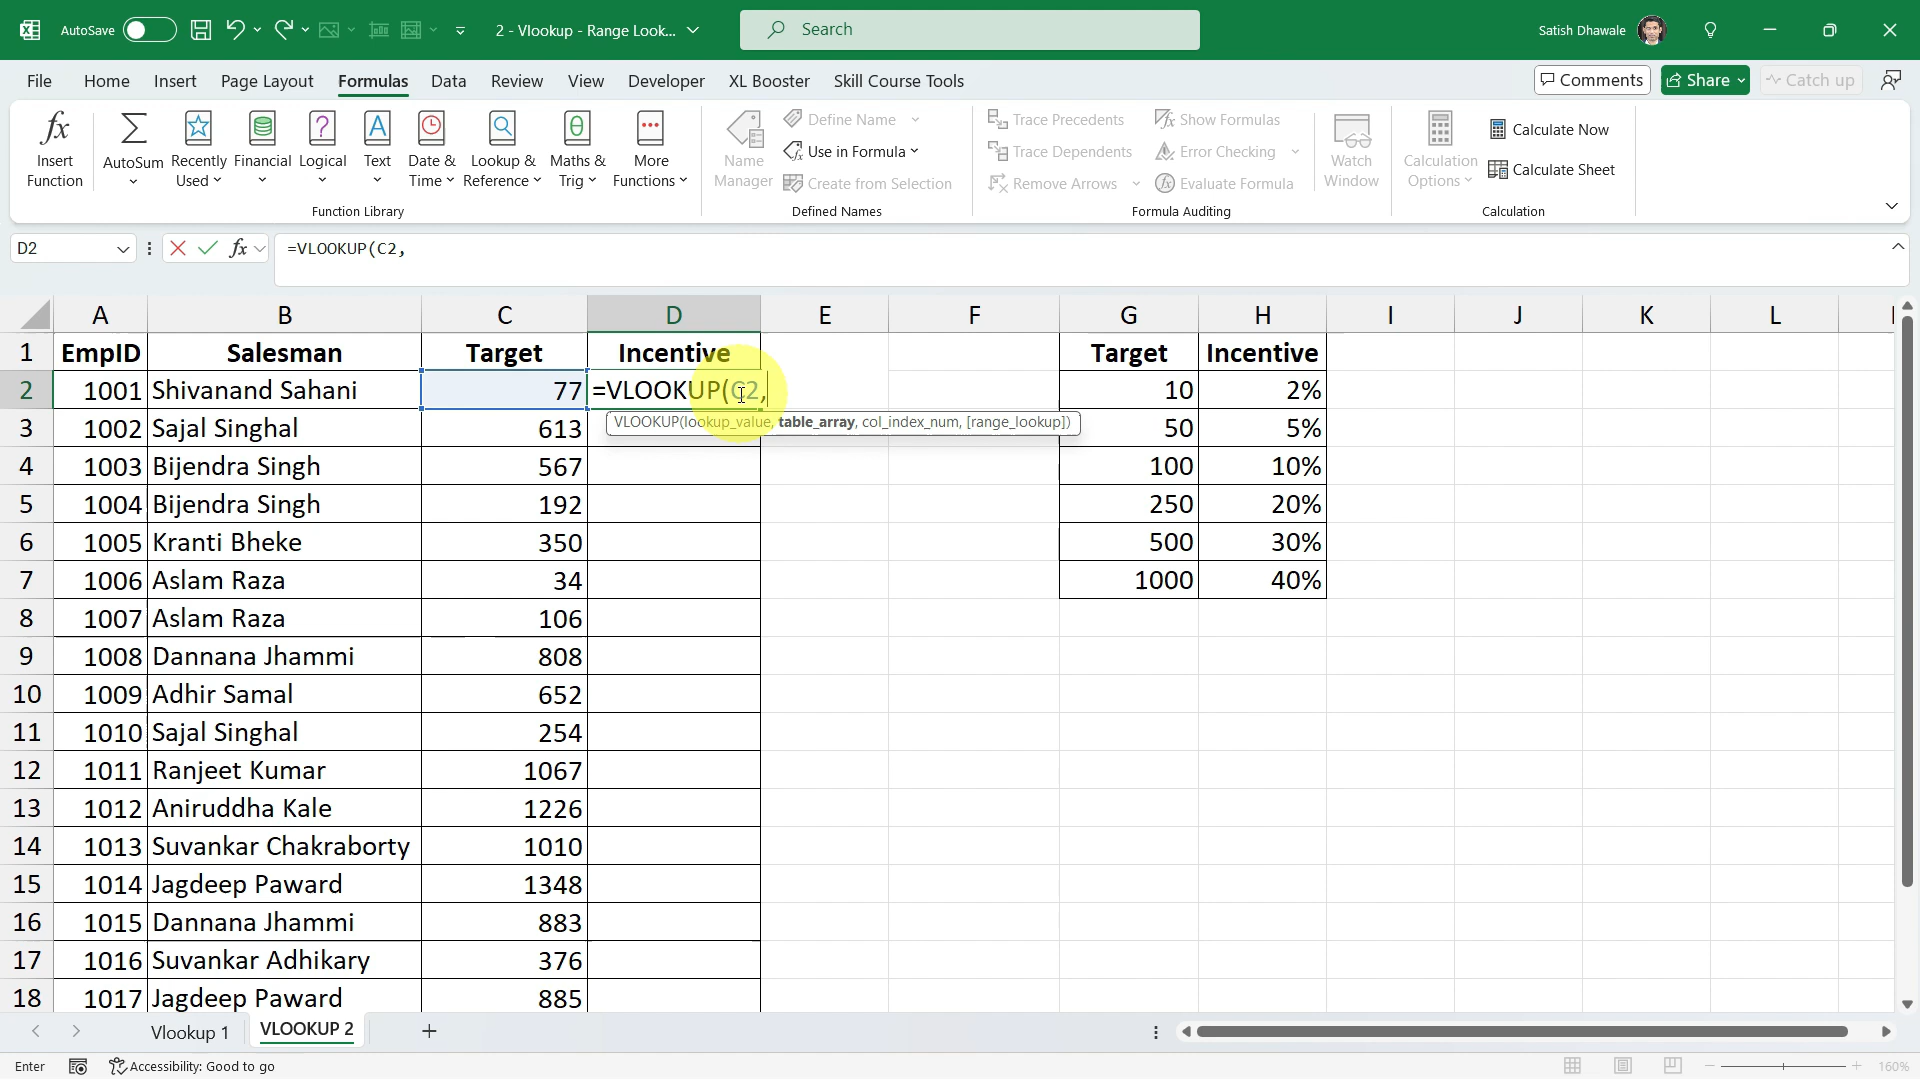 AutoSave
2 - Vlookup - Range Look...
Search
Satish Dhawale
File Home Insert Page Layout Formulas Data Review View Developer XL Booster Skill Course Tools
Comments Share Catch up
Insert Function
AutoSum
Recently Used
Financial
Logical
Text
Date & Time
Lookup & Reference
Maths & Trig
More Functions
Function Library
Name Manager
Define Name
Use in Formula
Create from Selection
Defined Names
Trace Precedents
Trace Dependents
Remove Arrows
Show Formulas
Error Checking
Evaluate Formula
Formula Auditing
Watch Window
Calculation Options
Calculate Now
Calculate Sheet
Calculation
D2 fx =VLOOKUP(C2,
A B C D E F G H I J K L
1 EmpID Salesman Target Incentive Target Incentive
2 1001 Shivanand Sahani 77 =VLOOKUP(C2, 10 2%
VLOOKUP(lookup_value, table_array, col_index_num, [range_lookup])
3 1002 Sajal Singhal 613 50 5%
4 1003 Bijendra Singh 567 100 10%
5 1004 Bijendra Singh 192 250 20%
6 1005 Kranti Bheke 350 500 30%
7 1006 Aslam Raza 34 1000 40%
8 1007 Aslam Raza 106
9 1008 Dannana Jhammi 808
10 1009 Adhir Samal 652
11 1010 Sajal Singhal 254
12 1011 Ranjeet Kumar 1067
13 1012 Aniruddha Kale 1226
14 1013 Suvankar Chakraborty 1010
15 1014 Jagdeep Paward 1348
16 1015 Dannana Jhammi 883
17 1016 Suvankar Adhikary 376
18 1017 Jagdeep Paward 885
Vlookup 1 VLOOKUP 2
Enter Accessibility: Good to go 160%